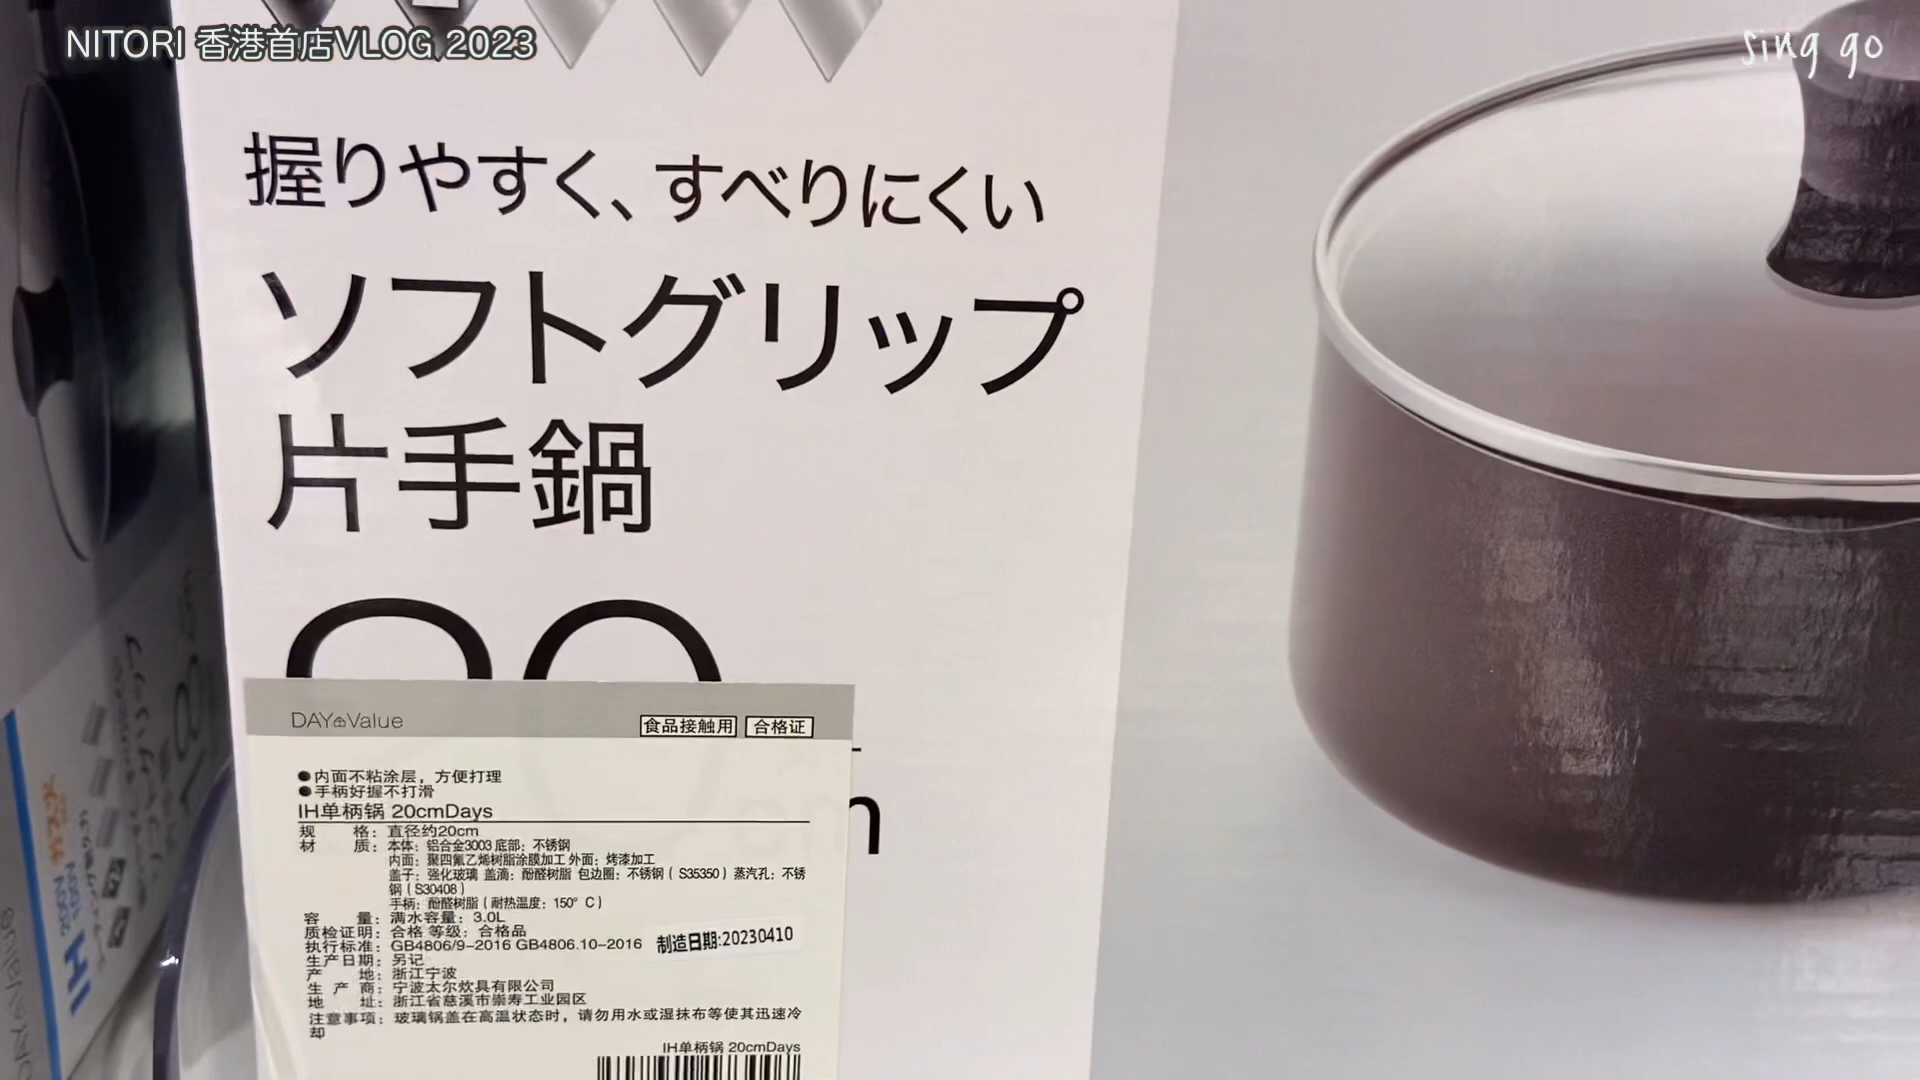 NITORI 香港首店VLOG 2023
sing go
握りやすく、すべりにくい
ソフトグリップ
片手鍋
DAY Value
食品接触用 合格证
●内面不粘涂层，方便打理
●手柄好握不打滑
IH单柄锅 20cmDays
规 格：直径约20cm
材 质：本体：铝合金3003 底部：不锈钢
内面：聚四氟乙烯树脂涂膜加工 外面：烤漆加工
盖子：强化玻璃 盖滴：酚醛树脂 包边圈：不锈钢（S35350）蒸汽孔：不锈
钢（S30408）
手柄：酚醛树脂（耐热温度：150°C）
容 量：满水容量：3.0L
质检证明：合格 等级：合格品
执行标准：GB4806/9-2016 GB4806.10-2016
制造日期:20230410
生产日期：另记
产 地：浙江宁波
生 产 商：宁波太尔炊具有限公司
地 址：浙江省慈溪市崇寿工业园区
注意事项：玻璃锅盖在高温状态时，请勿用水或湿抹布等使其迅速冷
却
IH单柄锅 20cmDays